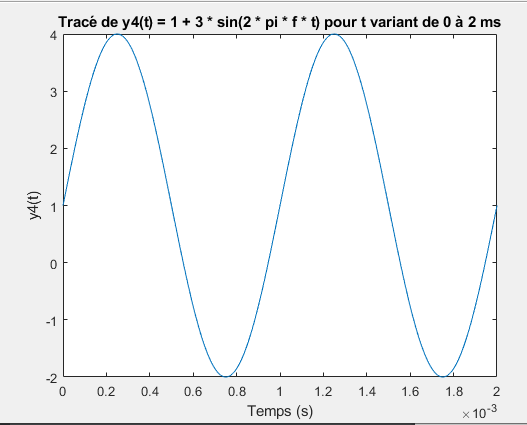 Tracé de y4(t) = 1 + 3 * sin(2 * pi * f * t) pour t variant de 0 à 2 ms
4
3
2
1
0
-1
-2
y4(t)
0 0.2 0.4 0.6 0.8 1 1.2 1.4 1.6 1.8 2
Temps (s)
×10⁻³